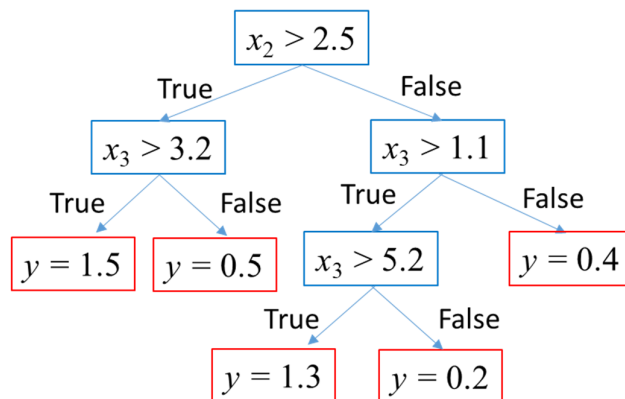 x₂ > 2.5
True False
x₃ > 3.2 x₃ > 1.1
True False True False
y = 1.5 y = 0.5 x₃ > 5.2 y = 0.4
True False
y = 1.3 y = 0.2